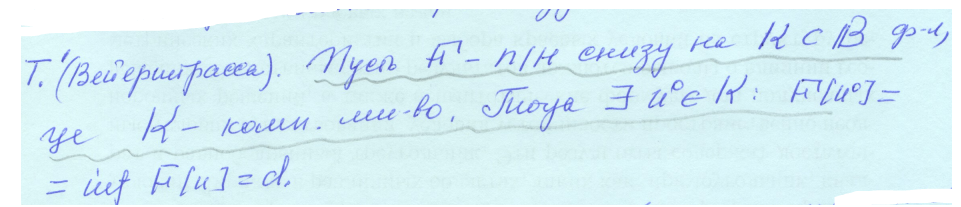 Т.' (Вейерштрасса). Пусть F - п/н снизу на K ⊂ B ф-л,
где K - комп. мн-во. Тогда ∃ u⁰ ∈ K : F[u⁰] =
= inf F[u] = d.